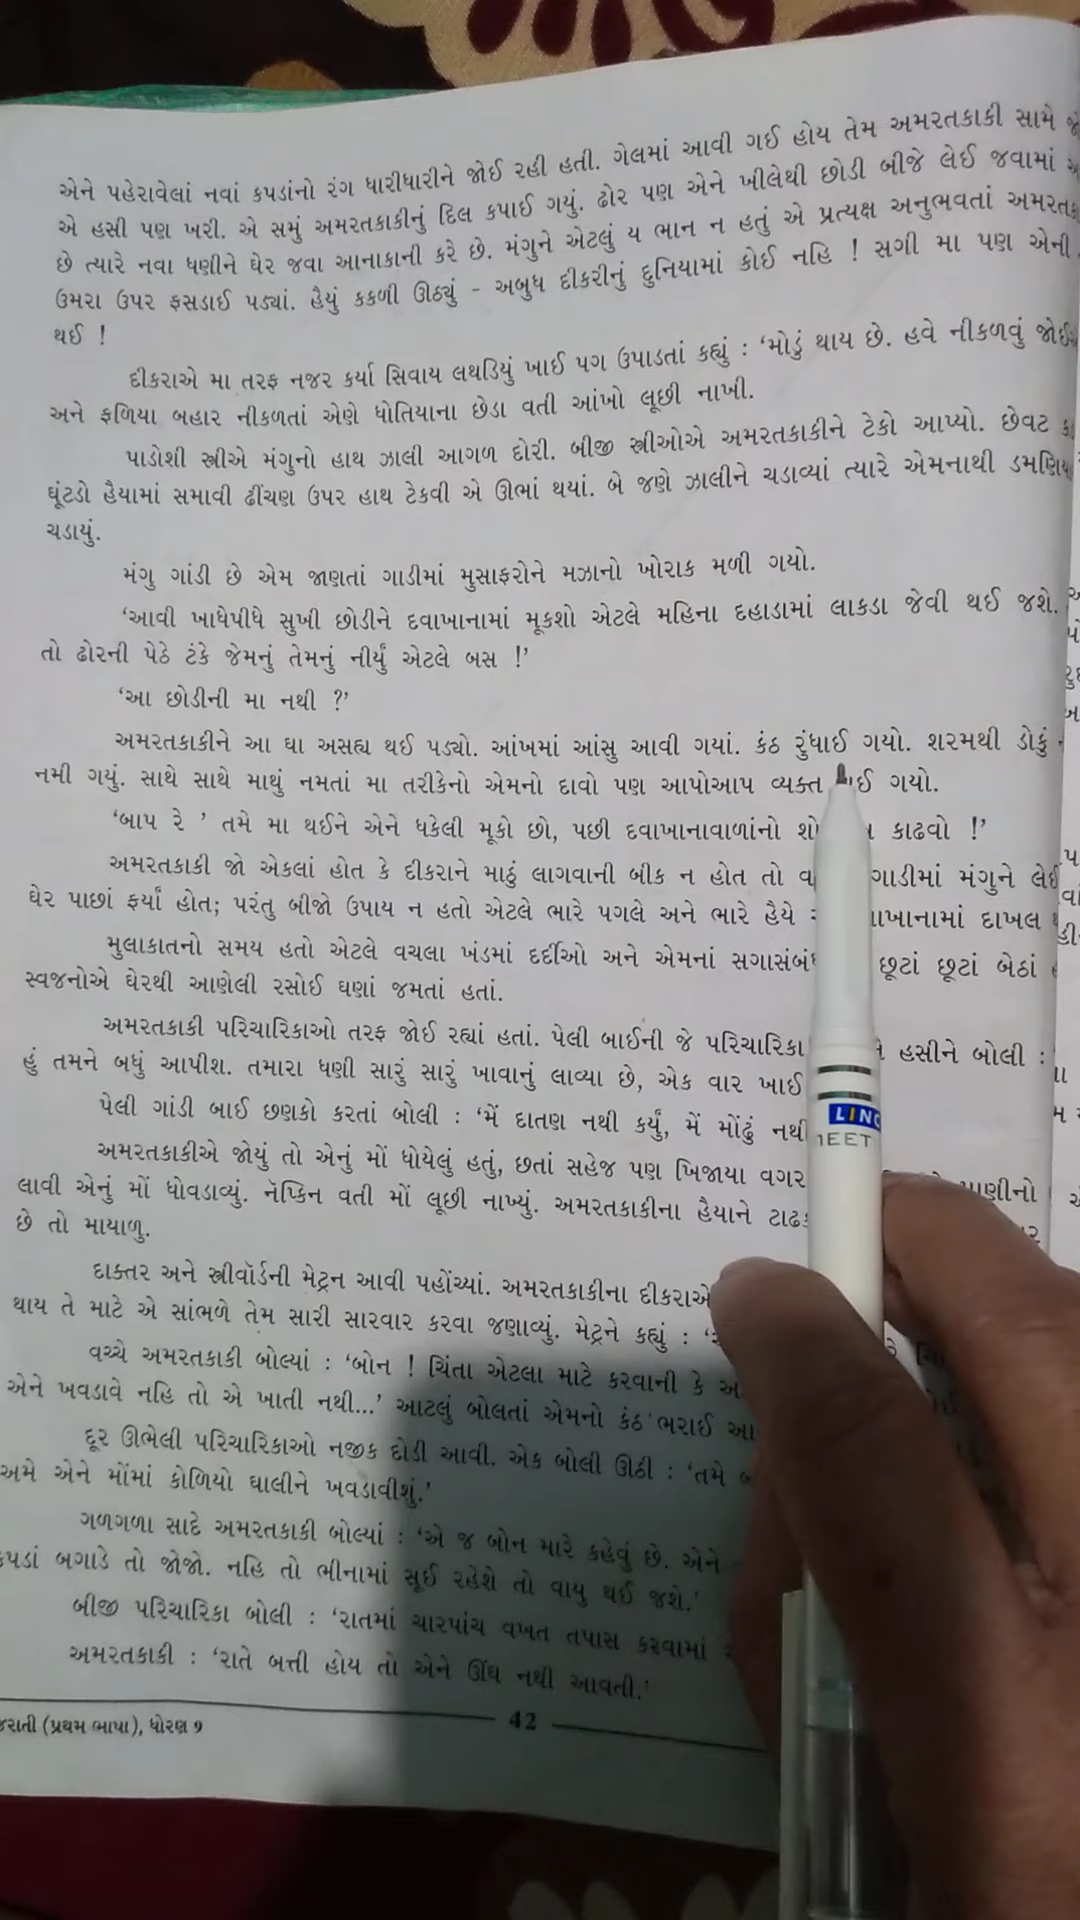 એને પહેરાવેલાં નવાં કપડાંનો રંગ ધારીધારીને જોઈ રહી હતી. ગેલમાં આવી ગઈ હોય તેમ અમરતકાકી સામે
એ હસી પણ ખરી. એ સમું અમરતકાકીનું દિલ કપાઈ ગયું. ઢોર પણ એને ખીલેથી છોડી બીજે લેઈ જવામાં
છે ત્યારે નવા ધણીને ઘેર જવા આનાકાની કરે છે. મંગુને એટલું ય ભાન ન હતું એ પ્રત્યક્ષ અનુભવતાં
ઉમરા ઉપર ફસડાઈ પડ્યાં. હૈયું કકળી ઊઠ્યું – અબુધ દીકરીનું દુનિયામાં કોઈ નહિ ! સગી મા પણ એની
થઈ !
દીકરાએ મા તરફ નજર કર્યા સિવાય લથડિયું ખાઈ પગ ઉપાડતાં કહ્યું : ‘મોડું થાય છે. હવે નીકળવું
અને ફળિયા બહાર નીકળતાં એણે ધોતિયાના છેડા વતી આંખો લૂછી નાખી.
પાડોશી સ્ત્રીએ મંગુનો હાથ ઝાલી આગળ દોરી. બીજી સ્ત્રીઓએ અમરતકાકીને ટેકો આપ્યો. છેવટ
ઘૂંટડો હૈયામાં સમાવી ઢીંચણ ઉપર હાથ ટેકવી એ ઊભાં થયાં. બે જણે ઝાલીને ચડાવ્યાં ત્યારે એમનાથી
ચડાયું.
મંગુ ગાંડી છે એમ જાણતાં ગાડીમાં મુસાફરોને મઝાનો ખોરાક મળી ગયો.
‘આવી ખાધેપીધે સુખી છોડીને દવાખાનામાં મૂકશો એટલે મહિના દહાડામાં લાકડા જેવી થઈ જશે.
તો ઢોરની પેઠે ટંકે જેમનું તેમનું નીર્યું એટલે બસ !’
‘આ છોડીની મા નથી ?’
અમરતકાકીને આ ઘા અસહ્ય થઈ પડ્યો. આંખમાં આંસુ આવી ગયાં. કંઠ રુંધાઈ ગયો. શરમથી ડોકું
નમી ગયું. સાથે સાથે માથું નમતાં મા તરીકેનો એમનો દાવો પણ આપોઆપ વ્યક્ત ગયો.
‘બાપ રે ’ તમે મા થઈને એને ધકેલી મૂકો છો, પછી દવાખાનાવાળાંનો કાઢવો !’
અમરતકાકી જો એકલાં હોત કે દીકરાને માઠું લાગવાની બીક ન હોત તો ગાડીમાં મંગુને
ઘેર પાછાં ફર્યાં હોત; પરંતુ બીજો ઉપાય ન હતો એટલે ભારે પગલે અને ભારે હૈયે દાખલ
મુલાકાતનો સમય હતો એટલે વચલા ખંડમાં દર્દીઓ અને એમનાં છૂટાં છૂટાં બેઠાં
સ્વજનોએ ઘેરથી આણેલી રસોઈ ઘણાં જમતાં હતાં.
અમરતકાકી પરિચારિકાઓ તરફ જોઈ રહ્યાં હતાં. પેલી બાઈની જે પરિચારિકા હસીને બોલી :
હું તમને બધું આપીશ. તમારા ધણી સારું સારું ખાવાનું લાવ્યા છે, એક વાર ખાઈ
પેલી ગાંડી બાઈ છણકો કરતાં બોલી : ‘મેં દાતણ નથી કર્યું, મેં મોંઢું નથી
અમરતકાકીએ જોયું તો એનું મોં ધોયેલું હતું, છતાં સહેજ પણ ખિજાયા વગર
લાવી એનું મોં ધોવડાવ્યું. નૅપ્કિન વતી મોં લૂછી નાખ્યું. અમરતકાકીના હૈયાને
છે તો માયાળુ.
દાક્તર અને સ્ત્રીવૉર્ડની મેટ્રન આવી પહોંચ્યાં. અમરતકાકીના દીકરાએ
થાય તે માટે એ સાંભળે તેમ સારી સારવાર કરવા જણાવ્યું. મેટ્રને કહ્યું :
વચ્ચે અમરતકાકી બોલ્યાં : ‘બોન ! ચિંતા એટલા માટે કરવાની કે
એને ખવડાવે નહિ તો એ ખાતી નથી...’ આટલું બોલતાં એમનો કંઠ ભરાઈ
દૂર ઊભેલી પરિચારિકાઓ નજીક દોડી આવી. એક બોલી ઊઠી : ‘તમે
અમે એને મોંમાં કોળિયો ઘાલીને ખવડાવીશું.’
ગળગળા સાદે અમરતકાકી બોલ્યાં : ‘એ જ બોન મારે કહેવું છે. એને
બગાડે તો જોજો. નહિ તો ભીનામાં સૂઈ રહેશે તો વાયુ થઈ જશે.’
બીજી પરિચારિકા બોલી : ‘રાતમાં ચારપાંચ વખત તપાસ કરવામાં
અમરતકાકી : ‘રાતે બત્તી હોય તો એને ઊંઘ નથી આવતી.’
(પ્રથમ ભાષા), ધોરણ 9
42
LINC